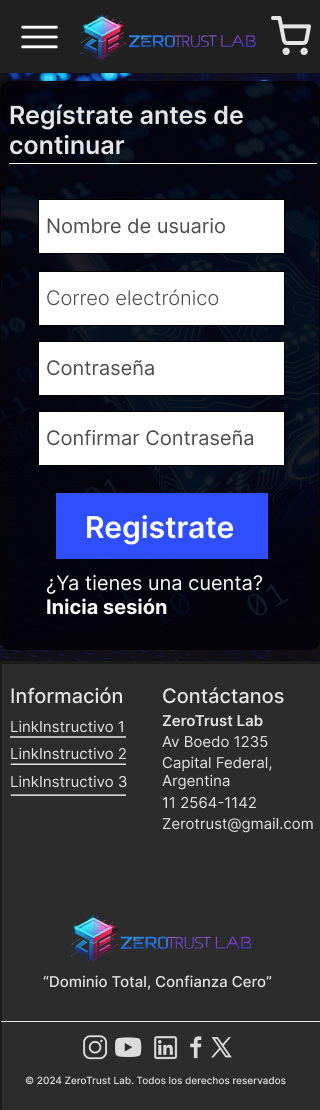 ZEROTRUST LAB
Regístrate antes de
continuar
Nombre de usuario
Correo electrónico
Contraseña
Confirmar Contraseña
Registrate
¿Ya tienes una cuenta?
Inicia sesión
Información
LinkInstructivo 1
LinkInstructivo 2
LinkInstructivo 3
Contáctanos
ZeroTrust Lab
Av Boedo 1235
Capital Federal,
Argentina
11 2564-1142
Zerotrust@gmail.com
ZEROTRUST LAB
“Dominio Total, Confianza Cero”
© 2024 ZeroTrust Lab. Todos los derechos reservados